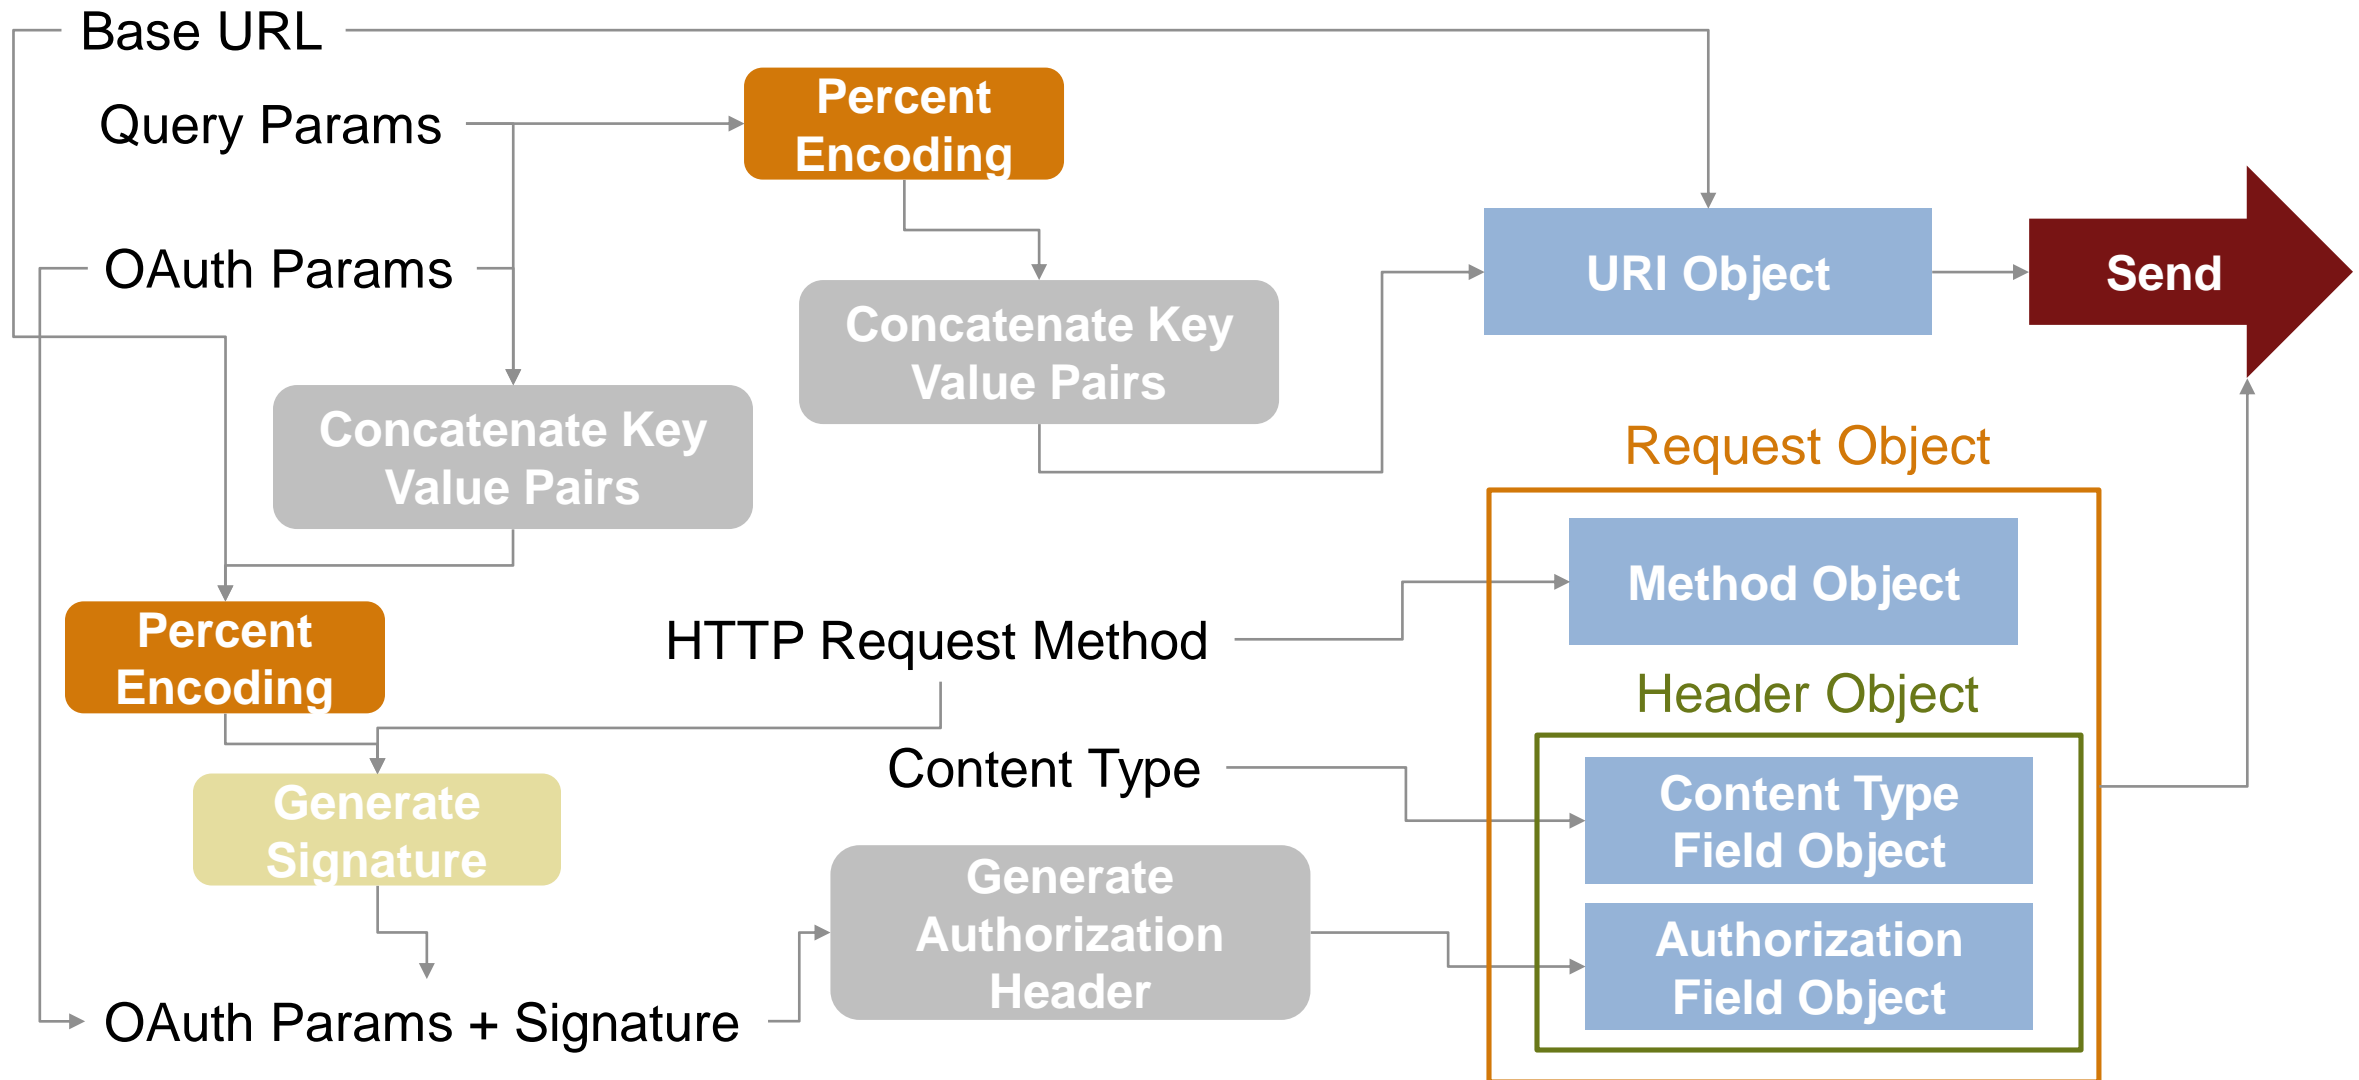 Base URL
Query Params
Percent
Encoding
OAuth Params
URI Object
Send
Concatenate Key
Value Pairs
Concatenate Key
Value Pairs
Request Object
Method Object
Percent
Encoding
HTTP Request Method
Header Object
Content Type
Content Type
Field Object
Generate
Signature
Generate
Authorization
Header
Authorization
Field Object
OAuth Params + Signature